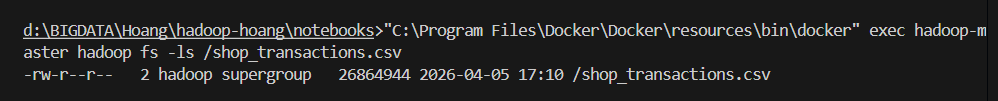 d:\BIGDATA\Hoang\hadoop-hoang\notebooks>"C:\Program Files\Docker\Docker\resources\bin\docker" exec hadoop-m
aster hadoop fs -ls /shop_transactions.csv
-rw-r--r--   2 hadoop supergroup   26864944 2026-04-05 17:10 /shop_transactions.csv